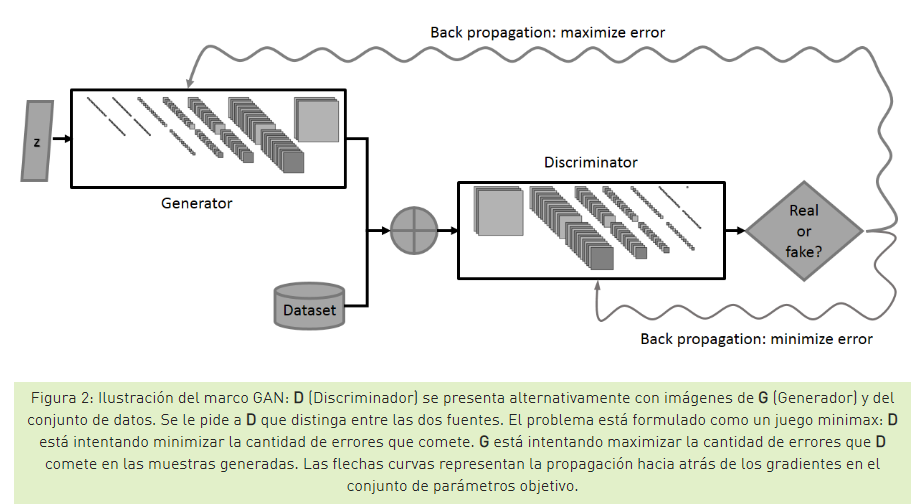 Back propagation: maximize error
z
Discriminator
Generator
Real
or
fake?
Dataset
Back propagation: minimize error
Figura 2: Ilustración del marco GAN: D (Discriminador) se presenta alternativamente con imágenes de G (Generador) y del
conjunto de datos. Se le pide a D que distinga entre las dos fuentes. El problema está formulado como un juego minimax: D
está intentando minimizar la cantidad de errores que comete. G está intentando maximizar la cantidad de errores que D
comete en las muestras generadas. Las flechas curvas representan la propagación hacia atrás de los gradientes en el
conjunto de parámetros objetivo.